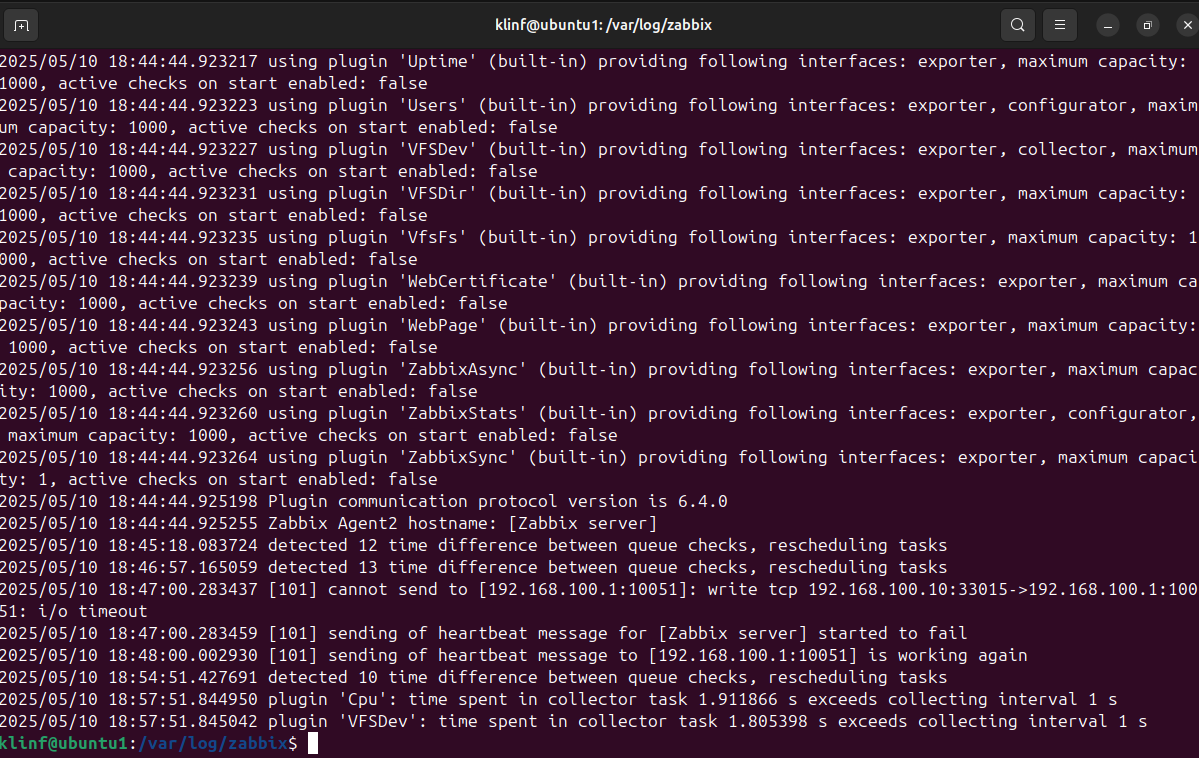 klinf@ubuntu1: /var/log/zabbix
2025/05/10 18:44:44.923217 using plugin 'Uptime' (built-in) providing following interfaces: exporter, maximum capacity:
1000, active checks on start enabled: false
2025/05/10 18:44:44.923223 using plugin 'Users' (built-in) providing following interfaces: exporter, configurator, maxim
um capacity: 1000, active checks on start enabled: false
2025/05/10 18:44:44.923227 using plugin 'VFSDev' (built-in) providing following interfaces: exporter, collector, maximum
 capacity: 1000, active checks on start enabled: false
2025/05/10 18:44:44.923231 using plugin 'VFSDir' (built-in) providing following interfaces: exporter, maximum capacity:
1000, active checks on start enabled: false
2025/05/10 18:44:44.923235 using plugin 'VfsFs' (built-in) providing following interfaces: exporter, maximum capacity: 1
000, active checks on start enabled: false
2025/05/10 18:44:44.923239 using plugin 'WebCertificate' (built-in) providing following interfaces: exporter, maximum ca
pacity: 1000, active checks on start enabled: false
2025/05/10 18:44:44.923243 using plugin 'WebPage' (built-in) providing following interfaces: exporter, maximum capacity:
 1000, active checks on start enabled: false
2025/05/10 18:44:44.923256 using plugin 'ZabbixAsync' (built-in) providing following interfaces: exporter, maximum capac
ity: 1000, active checks on start enabled: false
2025/05/10 18:44:44.923260 using plugin 'ZabbixStats' (built-in) providing following interfaces: exporter, configurator,
 maximum capacity: 1000, active checks on start enabled: false
2025/05/10 18:44:44.923264 using plugin 'ZabbixSync' (built-in) providing following interfaces: exporter, maximum capaci
ty: 1, active checks on start enabled: false
2025/05/10 18:44:44.925198 Plugin communication protocol version is 6.4.0
2025/05/10 18:44:44.925255 Zabbix Agent2 hostname: [Zabbix server]
2025/05/10 18:45:18.083724 detected 12 time difference between queue checks, rescheduling tasks
2025/05/10 18:46:57.165059 detected 13 time difference between queue checks, rescheduling tasks
2025/05/10 18:47:00.283437 [101] cannot send to [192.168.100.1:10051]: write tcp 192.168.100.10:33015->192.168.100.1:100
51: i/o timeout
2025/05/10 18:47:00.283459 [101] sending of heartbeat message for [Zabbix server] started to fail
2025/05/10 18:48:00.002930 [101] sending of heartbeat message to [192.168.100.1:10051] is working again
2025/05/10 18:54:51.427691 detected 10 time difference between queue checks, rescheduling tasks
2025/05/10 18:57:51.844950 plugin 'Cpu': time spent in collector task 1.911866 s exceeds collecting interval 1 s
2025/05/10 18:57:51.845042 plugin 'VFSDev': time spent in collector task 1.805398 s exceeds collecting interval 1 s
klinf@ubuntu1:/var/log/zabbix$